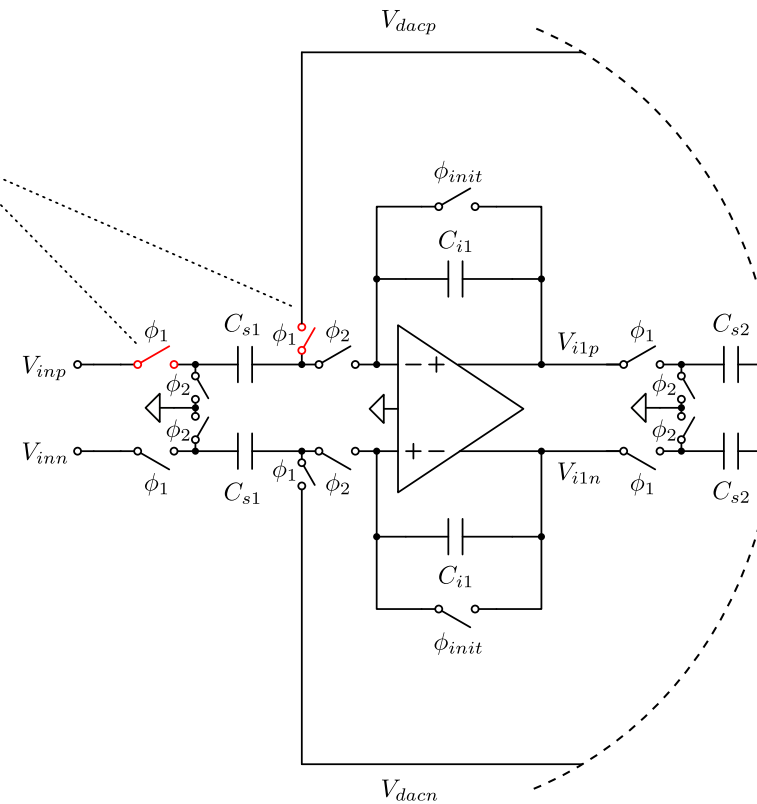 V_dacp
ϕ_init
C_i1
ϕ_1 C_s1 ϕ_1 ϕ_2 V_i1p ϕ_1 C_s2
V_inp − +
ϕ_2 ϕ_2
ϕ_2 ϕ_2
V_inn + −
ϕ_1 C_s1 ϕ_1 ϕ_2 V_i1n ϕ_1 C_s2
C_i1
ϕ_init
V_dacn